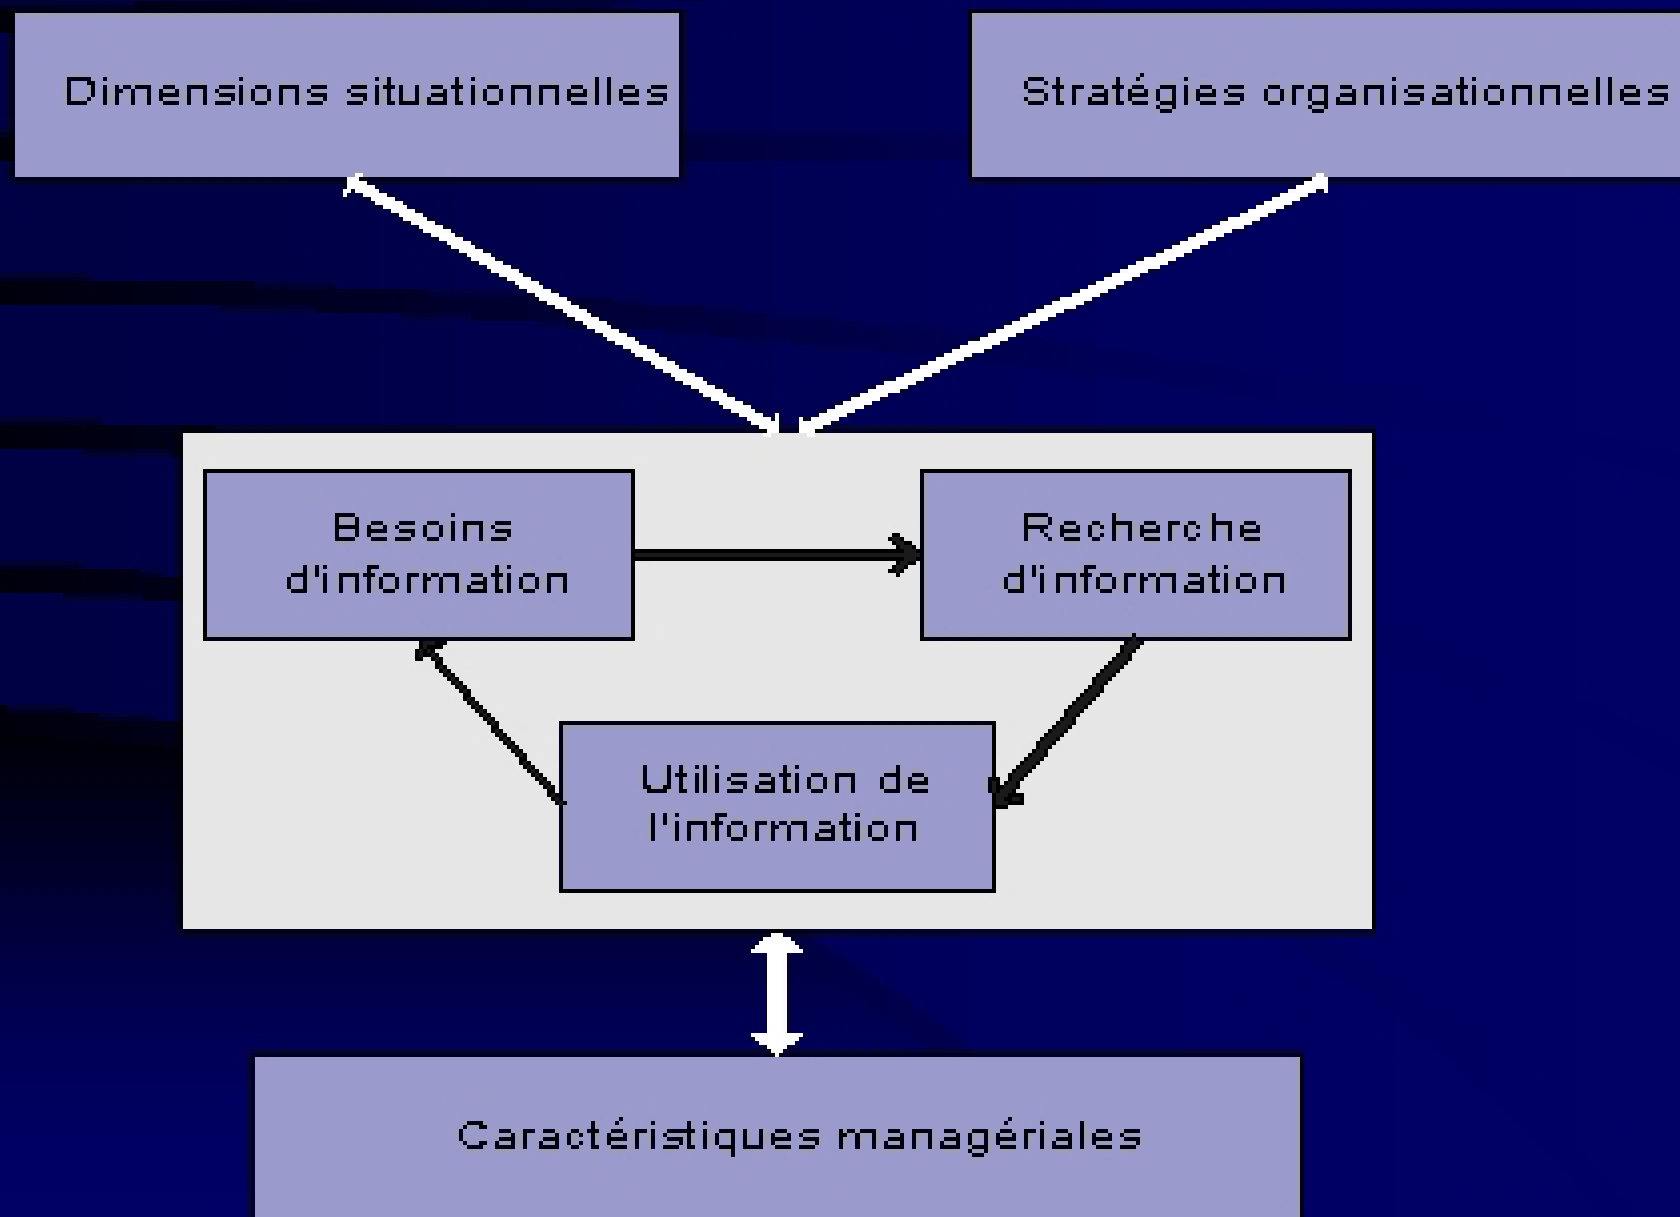 Dimensions situationnelles
Stratégies organisationnelles
Besoins
d'information
Recherche
d'information
Utilisation de
l'information
Caractéristiques managériales